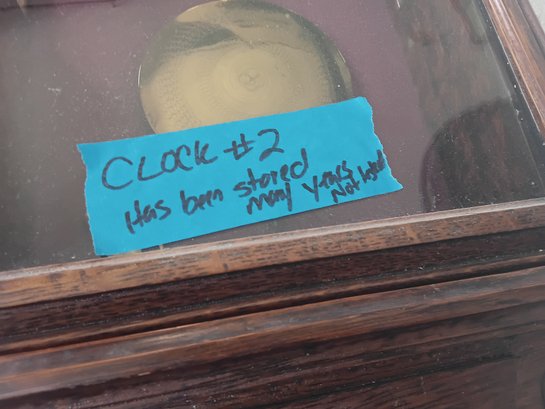 CLOCK #2
Has been stored
many years
Not tested